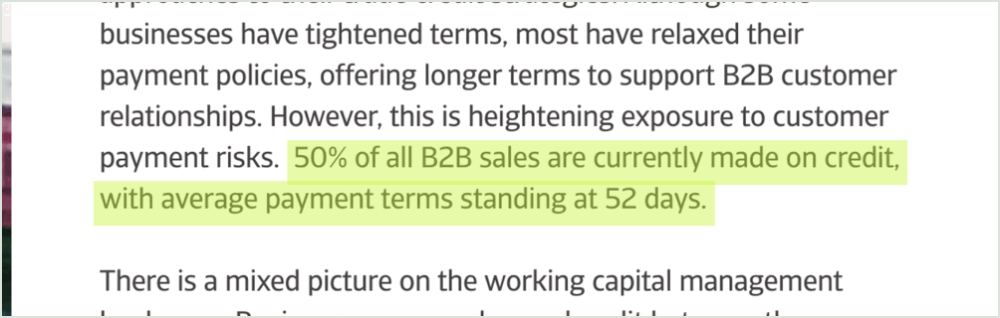 businesses have tightened terms, most have relaxed their
payment policies, offering longer terms to support B2B customer
relationships. However, this is heightening exposure to customer
payment risks. 50% of all B2B sales are currently made on credit,
with average payment terms standing at 52 days.
There is a mixed picture on the working capital management